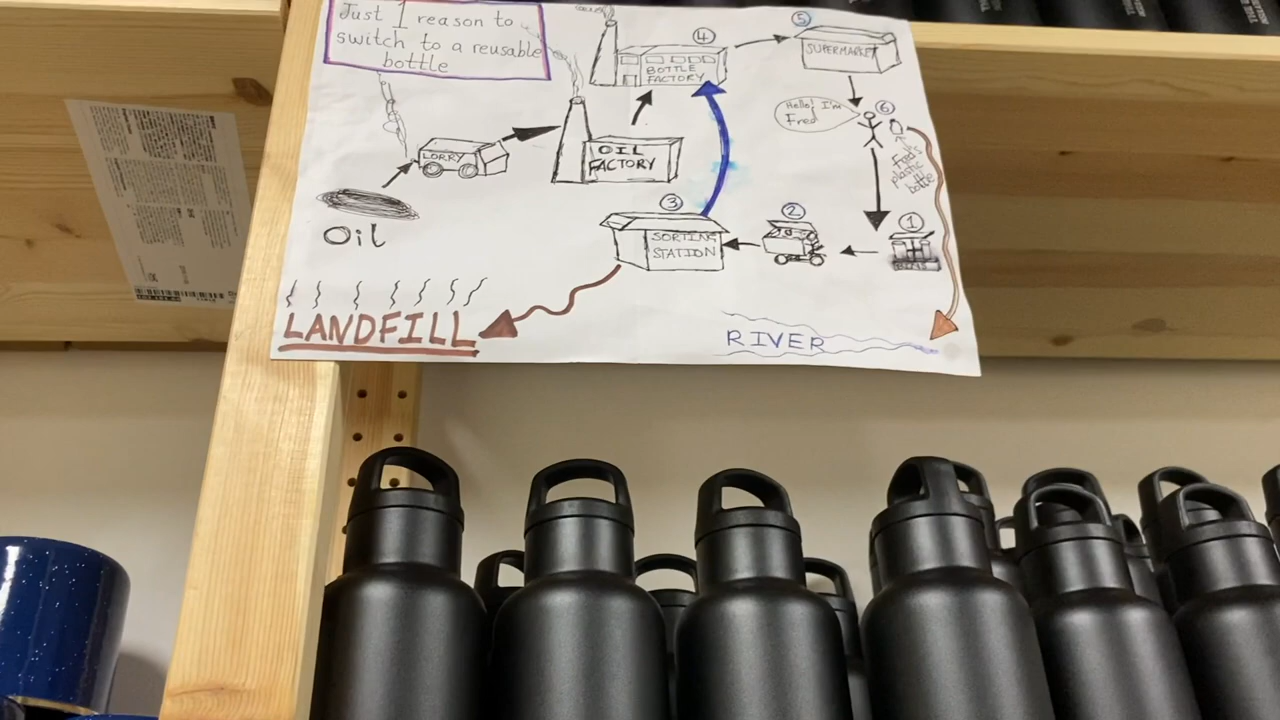 Just 1 reason to
switch to a reusable
bottle
④
BOTTLE
FACTORY
⑤
SUPERMARKET
Hello! I'm
Fred
⑥
Fred's
plastic
bottle
LORRY
OIL
FACTORY
Oil
③
SORTING
STATION
②
①
LANDFILL
RIVER